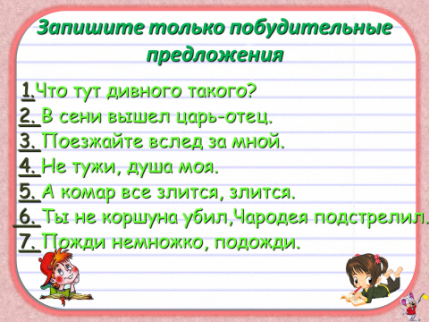 Запишите только побудительные
предложения
1.Что тут дивного такого?
2. В сени вышел царь-отец.
3. Поезжайте вслед за мной.
4. Не тужи, душа моя.
5. А комар все злится, злится.
6. Ты не коршуна убил,Чародея подстрелил.
7. Пожди немножко, подожди.